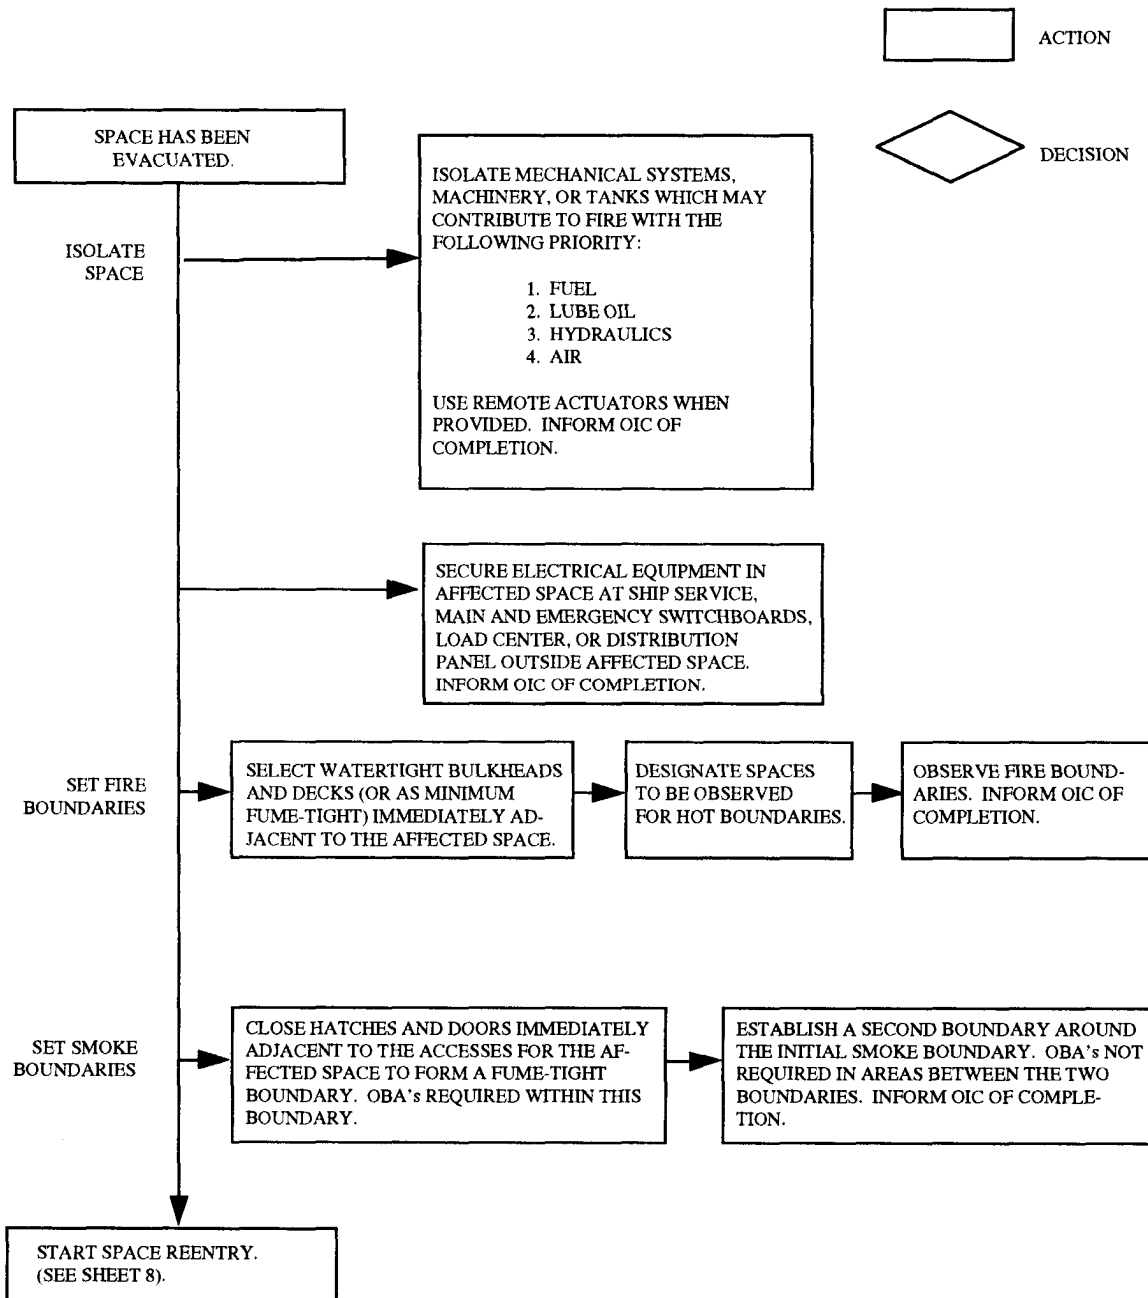 ACTION
DECISION
SPACE HAS BEEN
EVACUATED.
ISOLATE
SPACE
ISOLATE MECHANICAL SYSTEMS,
MACHINERY, OR TANKS WHICH MAY
CONTRIBUTE TO FIRE WITH THE
FOLLOWING PRIORITY:
1. FUEL
2. LUBE OIL
3. HYDRAULICS
4. AIR
USE REMOTE ACTUATORS WHEN
PROVIDED. INFORM OIC OF
COMPLETION.
SECURE ELECTRICAL EQUIPMENT IN
AFFECTED SPACE AT SHIP SERVICE,
MAIN AND EMERGENCY SWITCHBOARDS,
LOAD CENTER, OR DISTRIBUTION
PANEL OUTSIDE AFFECTED SPACE.
INFORM OIC OF COMPLETION.
SET FIRE
BOUNDARIES
SELECT WATERTIGHT BULKHEADS
AND DECKS (OR AS MINIMUM
FUME-TIGHT) IMMEDIATELY AD-
JACENT TO THE AFFECTED SPACE.
DESIGNATE SPACES
TO BE OBSERVED
FOR HOT BOUNDARIES.
OBSERVE FIRE BOUND-
ARIES. INFORM OIC OF
COMPLETION.
SET SMOKE
BOUNDARIES
CLOSE HATCHES AND DOORS IMMEDIATELY
ADJACENT TO THE ACCESSES FOR THE AF-
FECTED SPACE TO FORM A FUME-TIGHT
BOUNDARY. OBA's REQUIRED WITHIN THIS
BOUNDARY.
ESTABLISH A SECOND BOUNDARY AROUND
THE INITIAL SMOKE BOUNDARY. OBA's NOT
REQUIRED IN AREAS BETWEEN THE TWO
BOUNDARIES. INFORM OIC OF COMPLE-
TION.
START SPACE REENTRY.
(SEE SHEET 8).